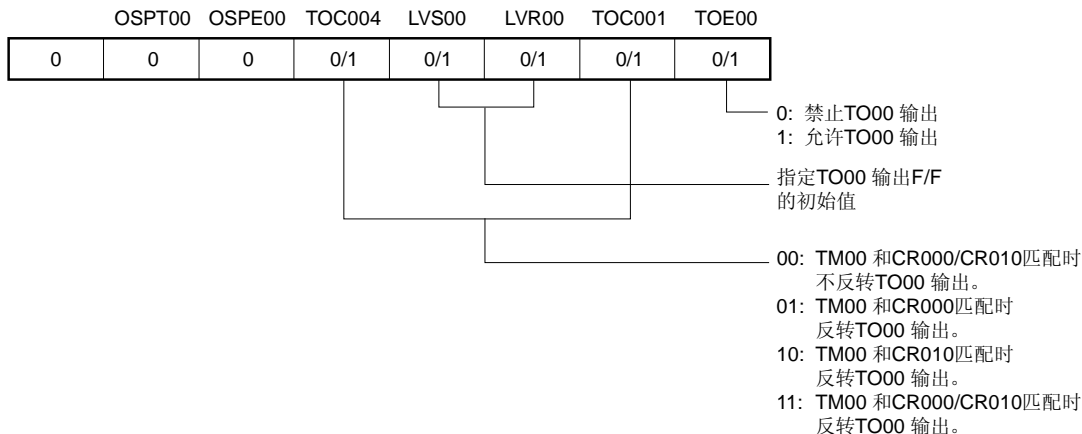 OSPT00 OSPE00 TOC004 LVS00 LVR00 TOC001 TOE00
0 0 0 0/1 0/1 0/1 0/1 0/1
0: 禁止TO00 输出
1: 允许TO00 输出
指定TO00 输出F/F
的初始值
00: TM00 和CR000/CR010匹配时
不反转TO00 输出。
01: TM00 和CR000匹配时
反转TO00 输出。
10: TM00 和CR010匹配时
反转TO00 输出。
11: TM00 和CR000/CR010匹配时
反转TO00 输出。